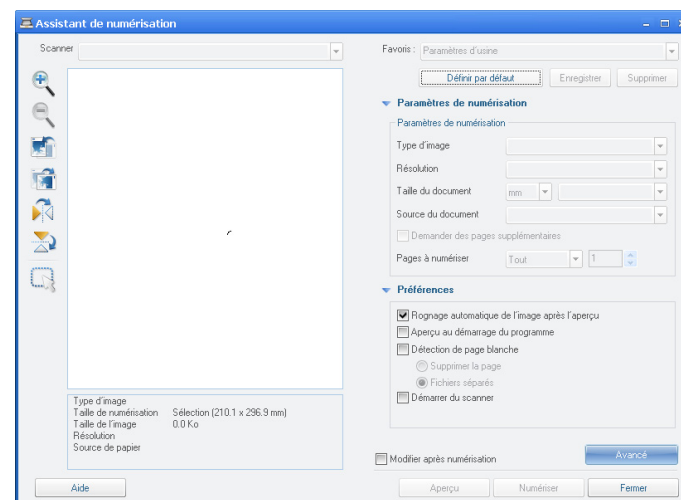 Assistant de numérisation
Scanner
Favoris : Paramètres d'usine
Définir par défaut Enregistrer Supprimer
Paramètres de numérisation
Paramètres de numérisation
Type d'image
Résolution
Taille du document mm
Source du document
Demander des pages supplémentaires
Pages à numériser Tout 1
Préférences
Rognage automatique de l'image après l'aperçu
Aperçu au démarrage du programme
Détection de page blanche
Supprimer la page
Fichiers séparés
Démarrer du scanner
Type d'image
Taille de numérisation Sélection (210.1 x 296.9 mm)
Taille de l'image 0.0 Ko
Résolution
Source de papier
Modifier après numérisation Avancé
Aide Aperçu Numériser Fermer